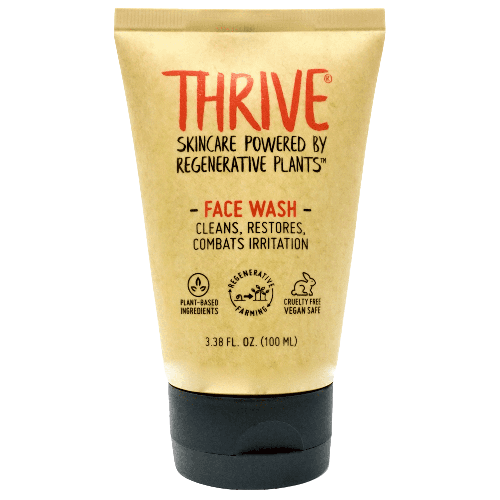 THRIVE®
SKINCARE POWERED BY
REGENERATIVE PLANTS™
- FACE WASH -
CLEANS, RESTORES,
COMBATS IRRITATION
PLANT-BASED
INGREDIENTS
REGENERATIVE
FARMING
CRUELTY FREE
VEGAN SAFE
3.38 FL. OZ. (100 ML)